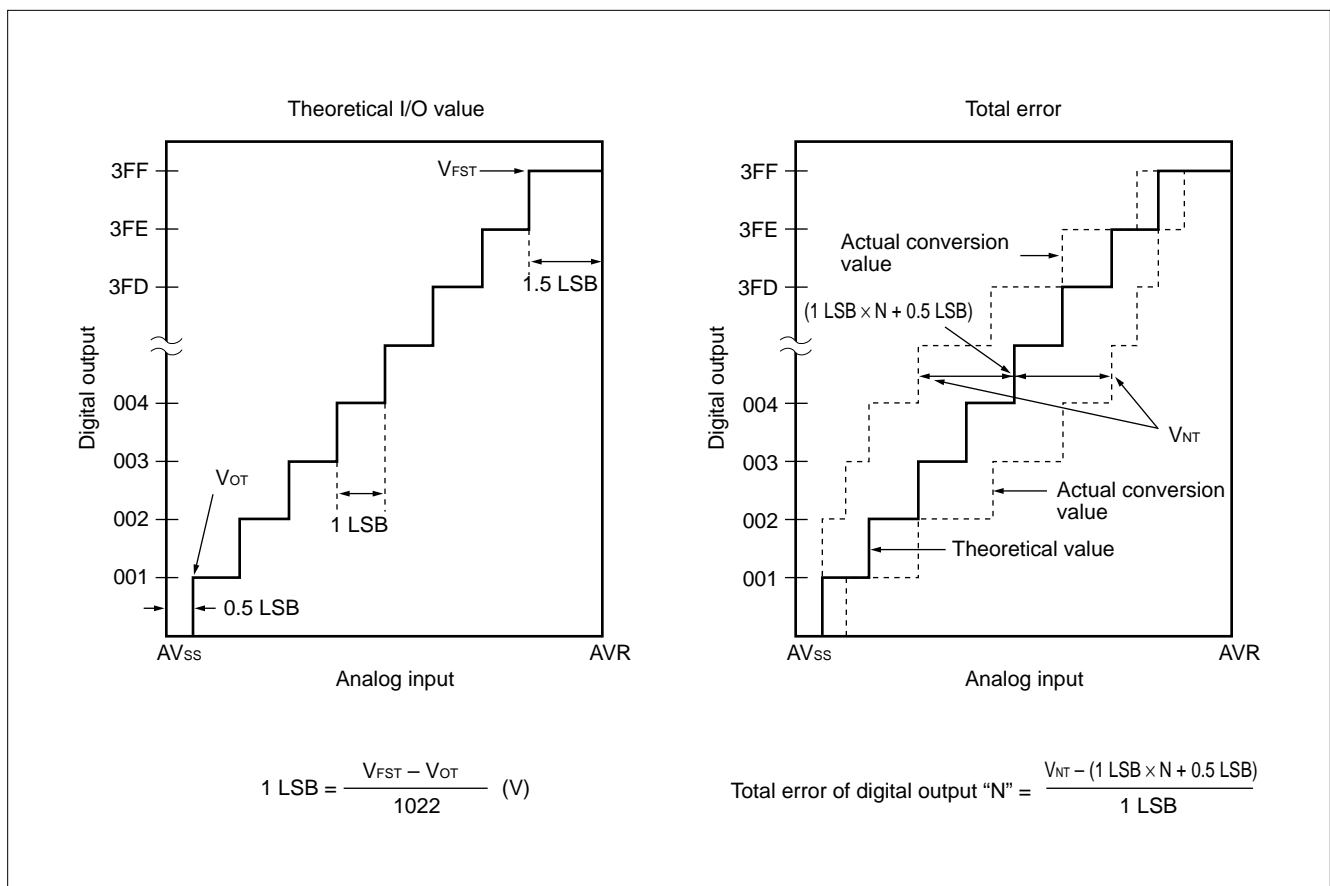 Theoretical I/O value
3FF
3FE
3FD
004
003
002
001
Digital output
VFST
1.5 LSB
VOT
1 LSB
0.5 LSB
AVSS
AVR
Analog input
1 LSB = VFST – VOT / 1022 (V)
Total error
3FF
3FE
3FD
004
003
002
001
Digital output
Actual conversion
value
(1 LSB × N + 0.5 LSB)
VNT
Actual conversion
value
Theoretical value
AVSS
AVR
Analog input
Total error of digital output “N” = VNT – (1 LSB × N + 0.5 LSB) / 1 LSB